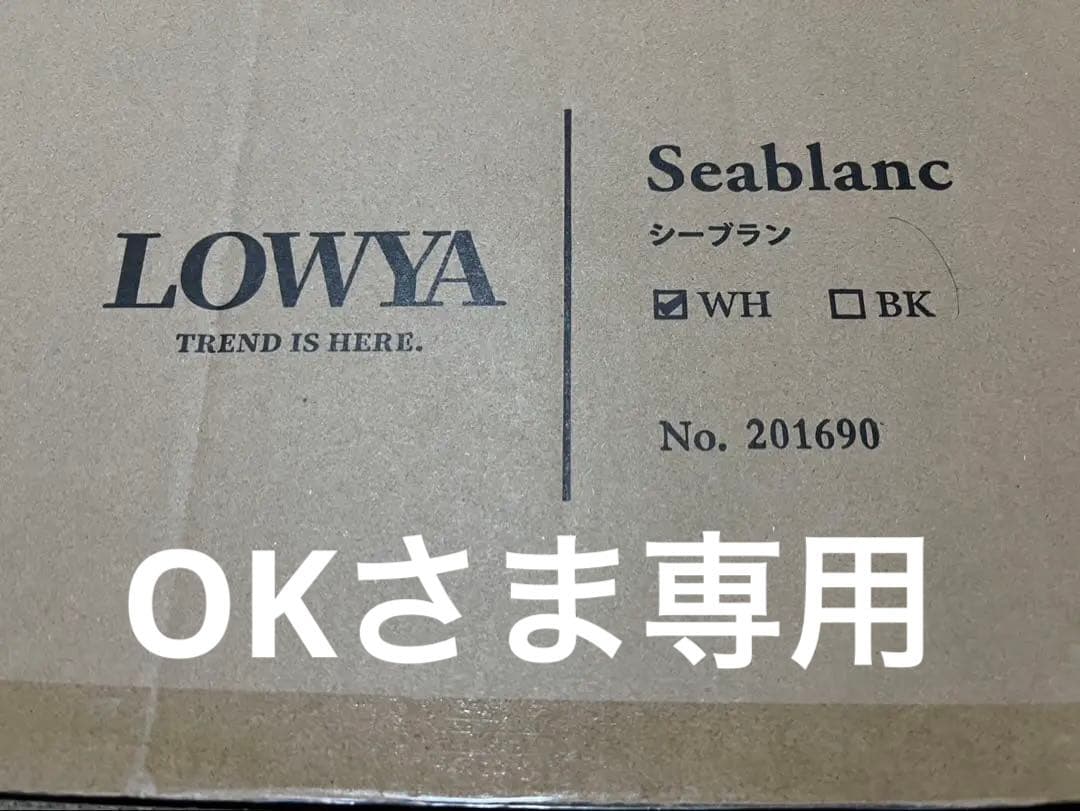 LOWYA
TREND IS HERE.
Seablanc
シーブラン
☑ WH ☐ BK
No. 201690
OKさま専用